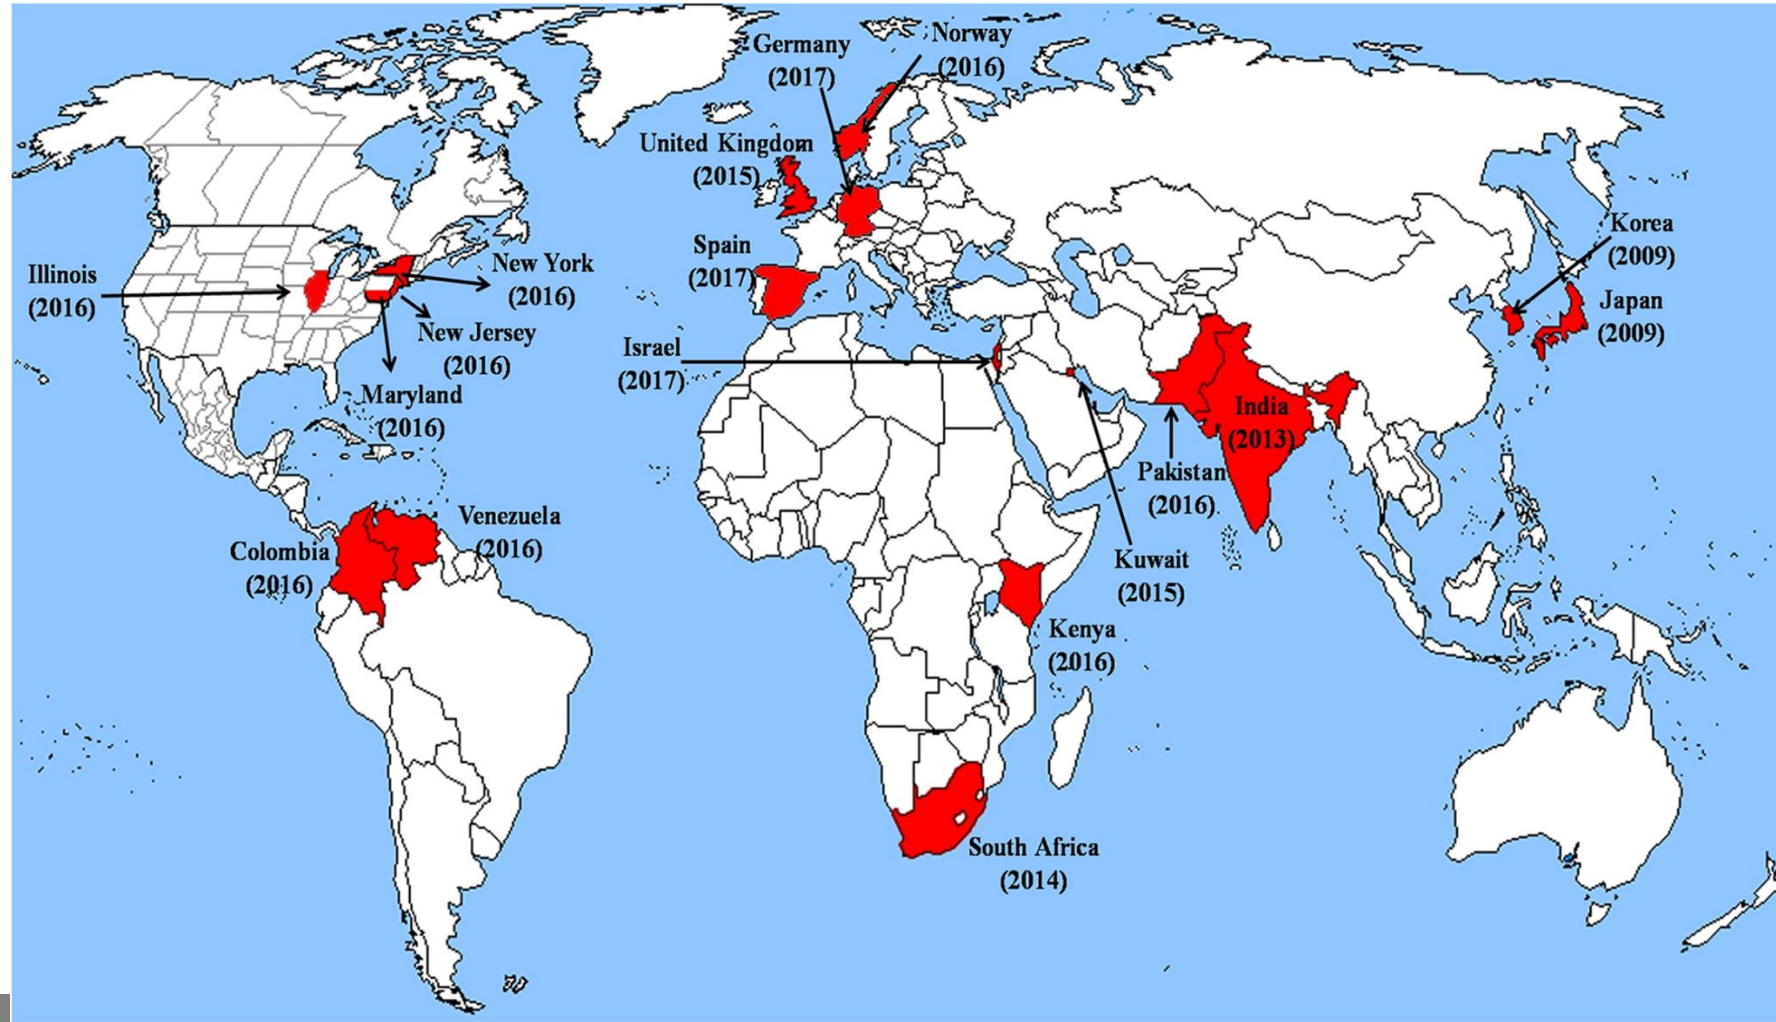 Germany
(2017)
Norway
(2016)
United Kingdom
(2015)
Spain
(2017)
Illinois
(2016)
New York
(2016)
New Jersey
(2016)
Maryland
(2016)
Israel
(2017)
Korea
(2009)
Japan
(2009)
India
(2013)
Pakistan
(2016)
Kuwait
(2015)
Venezuela
(2016)
Colombia
(2016)
Kenya
(2016)
South Africa
(2014)